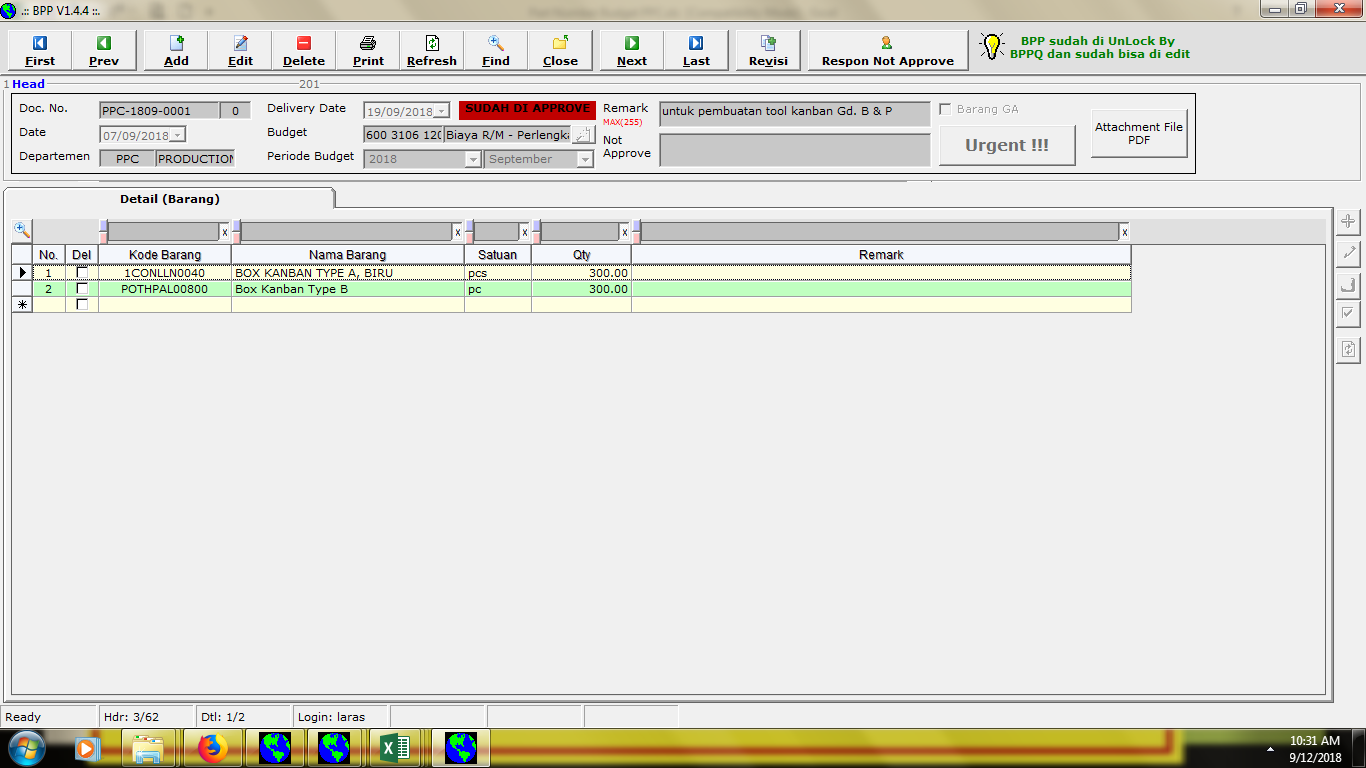 .:: BPP V1.4.4 ::.
First Prev Add Edit Delete Print Refresh Find Close Next Last Revisi Respon Not Approve
BPP sudah di UnLock By
BPPQ dan sudah bisa di edit
1 Head 201
Doc. No. PPC-1809-0001 0 Delivery Date 19/09/2018 SUDAH DI APPROVE Remark MAX(255) untuk pembuatan tool kanban Gd. B & P Barang GA
Date 07/09/2018 Budget 600 3106 120 Biaya R/M - Perlengka Not Approve Urgent !!! Attachment File PDF
Departemen PPC PRODUCTION Periode Budget 2018 September
Detail (Barang)
x x x x x
No. Del Kode Barang Nama Barang Satuan Qty Remark
1 1CONLLN0040 BOX KANBAN TYPE A, BIRU pcs 300.00
2 POTHPAL00800 Box Kanban Type B pc 300.00
Ready Hdr: 3/62 Dtl: 1/2 Login: laras
10:31 AM
9/12/2018